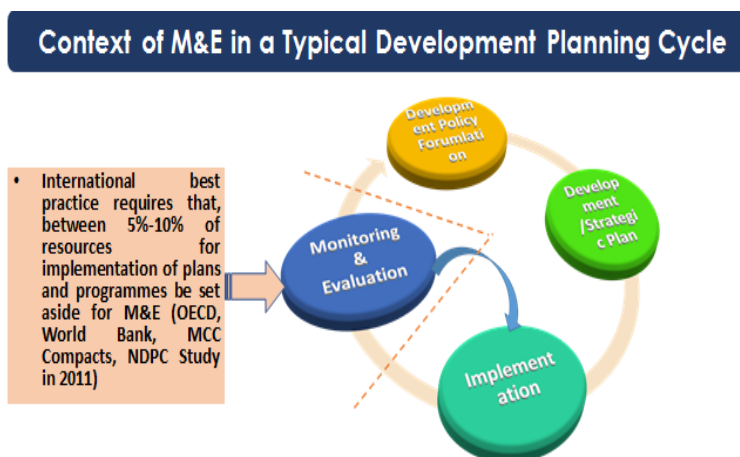 Context of M&E in a Typical Development Planning Cycle
• International best
practice requires that,
between 5%-10% of
resources for
implementation of plans
and programmes be set
aside for M&E (OECD,
World Bank, MCC
Compacts, NDPC Study
in 2011)
Developm
ent Policy
Forumlati
on
Develop
ment
/Strategi
c Plan
Monitoring
&
Evaluation
Implement
ation